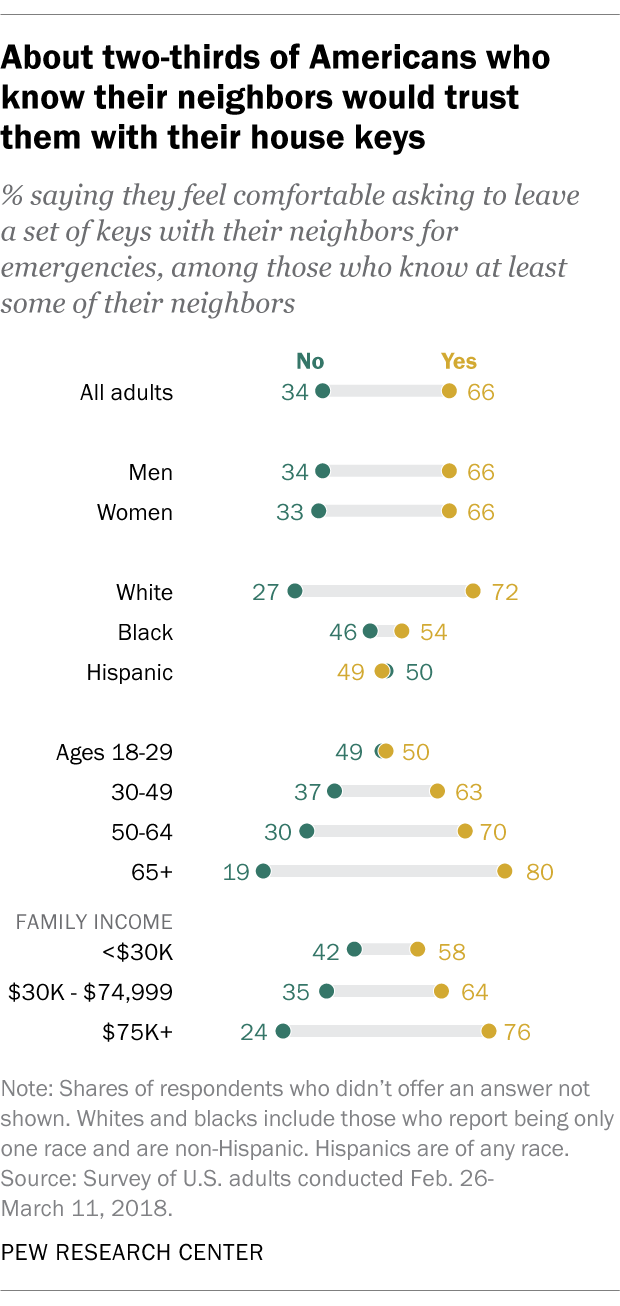 About two-thirds of Americans who
know their neighbors would trust
them with their house keys
% saying they feel comfortable asking to leave
a set of keys with their neighbors for
emergencies, among those who know at least
some of their neighbors
No Yes
All adults 34 66
Men 34 66
Women 33 66
White 27 72
Black 46 54
Hispanic 49 50
Ages 18-29 49 50
30-49 37 63
50-64 30 70
65+ 19 80
FAMILY INCOME
<$30K 42 58
$30K - $74,999 35 64
$75K+ 24 76
Note: Shares of respondents who didn’t offer an answer not
shown. Whites and blacks include those who report being only
one race and are non-Hispanic. Hispanics are of any race.
Source: Survey of U.S. adults conducted Feb. 26-
March 11, 2018.
PEW RESEARCH CENTER